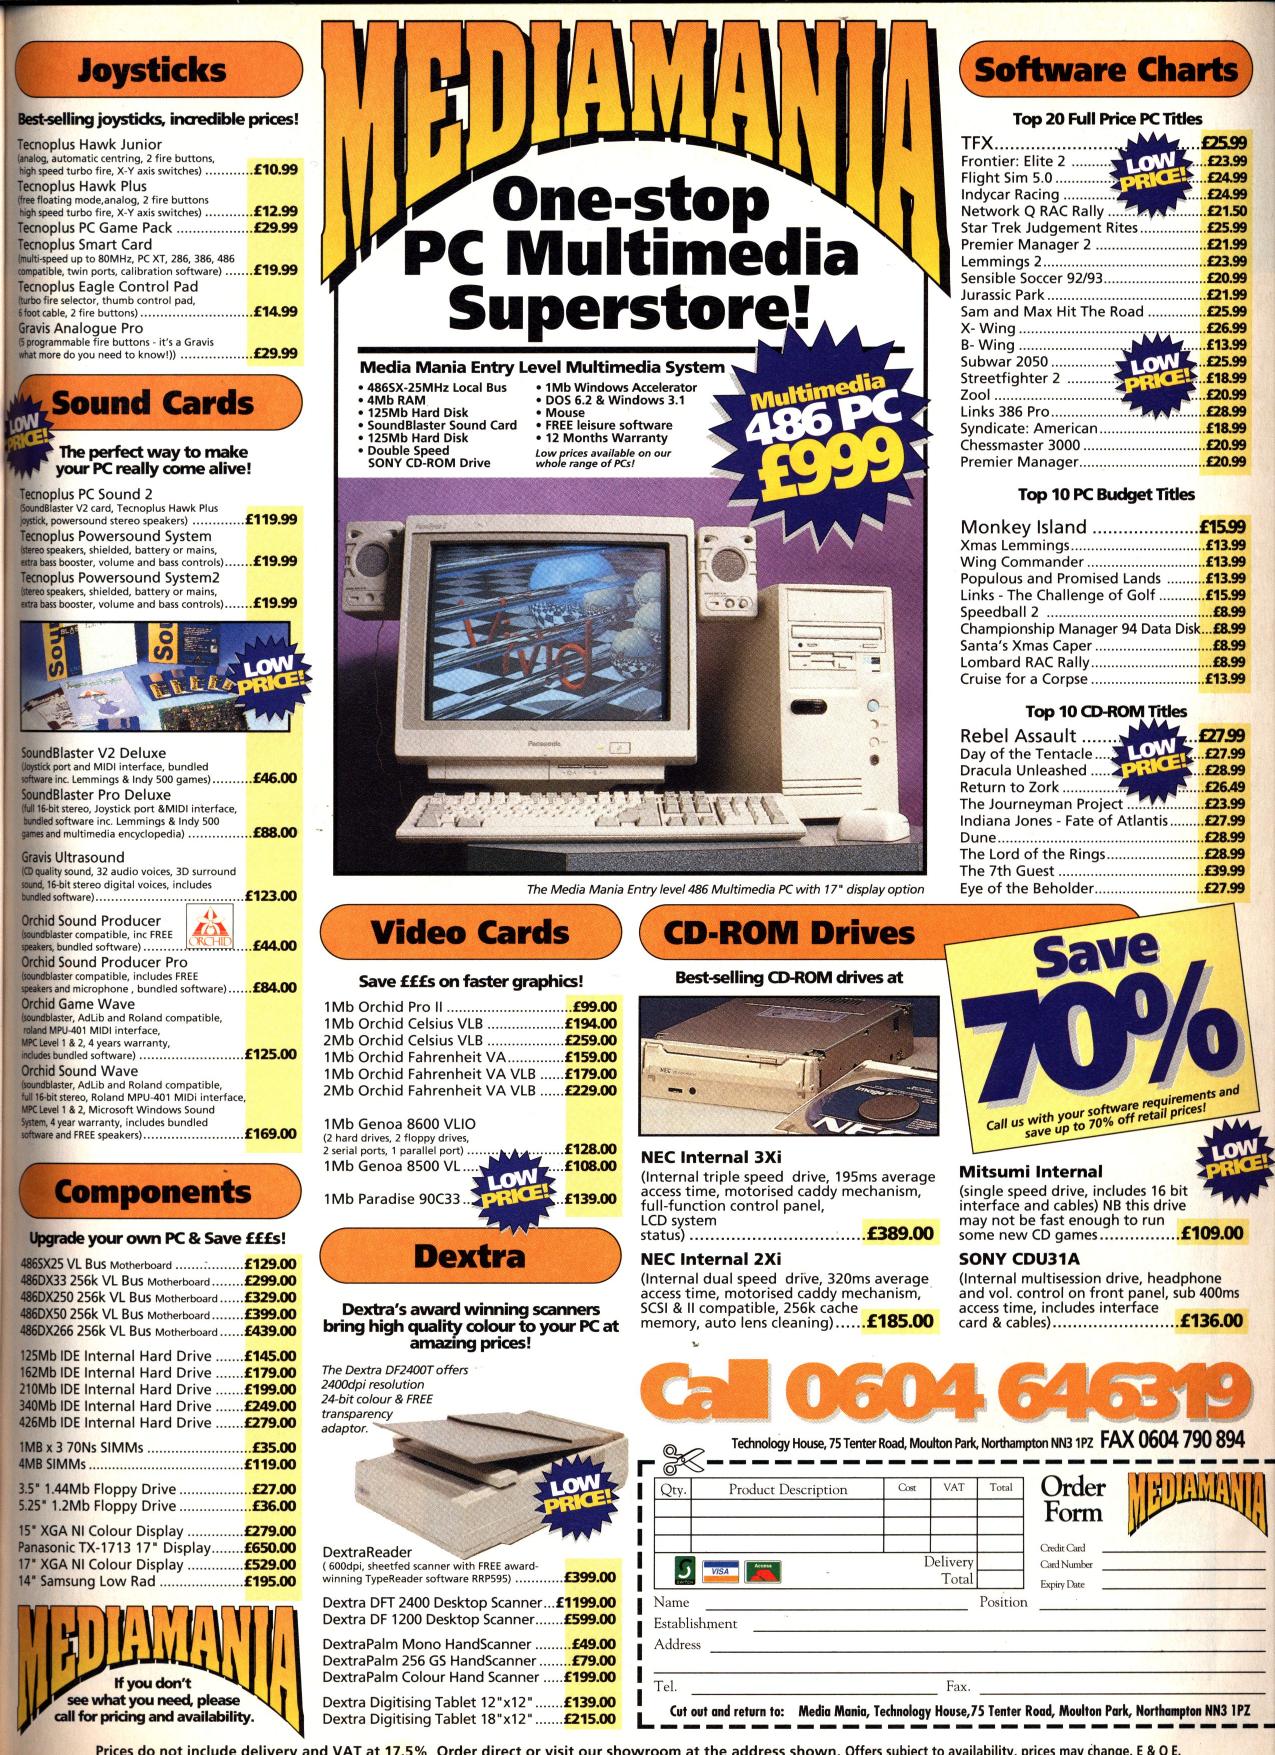 MEDIAMANIA
One-stop
PC Multimedia
Superstore!
Media Mania Entry Level Multimedia System
• 486SX-25MHz Local Bus
• 4Mb RAM
• 125Mb Hard Disk
• SoundBlaster Sound Card
• 125Mb Hard Disk
• Double Speed
SONY CD-ROM Drive
• 1Mb Windows Accelerator
• DOS 6.2 & Windows 3.1
• Mouse
• FREE leisure software
• 12 Months Warranty
Low prices available on our
whole range of PCs!
Multimedia
486 PC
£999
Vivid
Panasonic
The Media Mania Entry level 486 Multimedia PC with 17" display option
Joysticks
Best-selling joysticks, incredible prices!
Tecnoplus Hawk Junior
(analog, automatic centring, 2 fire buttons,
high speed turbo fire, X-Y axis switches) ............£10.99
Tecnoplus Hawk Plus
(free floating mode,analog, 2 fire buttons
high speed turbo fire, X-Y axis switches) ............£12.99
Tecnoplus PC Game Pack ................£29.99
Tecnoplus Smart Card
(multi-speed up to 80MHz, PC XT, 286, 386, 486
compatible, twin ports, calibration software) ......£19.99
Tecnoplus Eagle Control Pad
(turbo fire selector, thumb control pad,
6 foot cable, 2 fire buttons) ............................£14.99
Gravis Analogue Pro
(5 programmable fire buttons - it's a Gravis
what more do you need to know!)) ..................£29.99
Sound Cards
LOW
PRICE!
The perfect way to make
your PC really come alive!
Tecnoplus PC Sound 2
(SoundBlaster V2 card, Tecnoplus Hawk Plus
joystick, powersound stereo speakers) .............£119.99
Tecnoplus Powersound System
(stereo speakers, shielded, battery or mains,
extra bass booster, volume and bass controls)......£19.99
Tecnoplus Powersound System2
(stereo speakers, shielded, battery or mains,
extra bass booster, volume and bass controls)......£19.99
LOW
PRICE!
SoundBlaster V2 Deluxe
(Joystick port and MIDI interface, bundled
software inc. Lemmings & Indy 500 games).........£46.00
SoundBlaster Pro Deluxe
(full 16-bit stereo, Joystick port &MIDI interface,
bundled software inc. Lemmings & Indy 500
games and multimedia encyclopedia) ...............£88.00
Gravis Ultrasound
(CD quality sound, 32 audio voices, 3D surround
sound, 16-bit stereo digital voices, includes
bundled software)....................................£123.00
Orchid Sound Producer
(soundblaster compatible, inc FREE
speakers, bundled software) ..........................£44.00
ORCHID
Orchid Sound Producer Pro
(soundblaster compatible, includes FREE
speakers and microphone , bundled software)......£84.00
Orchid Game Wave
(soundblaster, AdLib and Roland compatible,
roland MPU-401 MIDI interface,
MPC Level 1 & 2, 4 years warranty,
includes bundled software) ..........................£125.00
Orchid Sound Wave
(soundblaster, AdLib and Roland compatible,
full 16-bit stereo, Roland MPU-401 MIDi interface,
MPC Level 1 & 2, Microsoft Windows Sound
System, 4 year warranty, includes bundled
software and FREE speakers)..........................£169.00
Components
Upgrade your own PC & Save £££s!
486SX25 VL Bus Motherboard ..............£129.00
486DX33 256k VL Bus Motherboard.......£299.00
486DX250 256k VL Bus Motherboard.....£329.00
486DX50 256k VL Bus Motherboard.......£399.00
486DX266 256k VL Bus Motherboard.....£439.00
125Mb IDE Internal Hard Drive ......£145.00
162Mb IDE Internal Hard Drive ......£179.00
210Mb IDE Internal Hard Drive ......£199.00
340Mb IDE Internal Hard Drive ......£249.00
426Mb IDE Internal Hard Drive ......£279.00
1MB x 3 70Ns SIMMs ......................£35.00
4MB SIMMs....................................£119.00
3.5" 1.44Mb Floppy Drive ................£27.00
5.25" 1.2Mb Floppy Drive ................£36.00
15" XGA NI Colour Display .............£279.00
Panasonic TX-1713 17" Display.......£650.00
17" XGA NI Colour Display .............£529.00
14" Samsung Low Rad ...................£195.00
MEDIAMANIA
If you don't
see what you need, please
call for pricing and availability.
Video Cards
Save £££s on faster graphics!
1Mb Orchid Pro II ............................£99.00
1Mb Orchid Celsius VLB .................£194.00
2Mb Orchid Celsius VLB .................£259.00
1Mb Orchid Fahrenheit VA.............£159.00
1Mb Orchid Fahrenheit VA VLB .....£179.00
2Mb Orchid Fahrenheit VA VLB .....£229.00
1Mb Genoa 8600 VLIO
(2 hard drives, 2 floppy drives,
2 serial ports, 1 parallel port) .....................£128.00
1Mb Genoa 8500 VL......£108.00
1Mb Paradise 90C33......£139.00
LOW
PRICE!
Dextra
Dextra's award winning scanners
bring high quality colour to your PC at
amazing prices!
The Dextra DF2400T offers
2400dpi resolution
24-bit colour & FREE
transparency
adaptor.
LOW
PRICE!
DextraReader
( 600dpi, sheetfed scanner with FREE award-
winning TypeReader software RRP595) ...........£399.00
Dextra DFT 2400 Desktop Scanner...£1199.00
Dextra DF 1200 Desktop Scanner......£599.00
DextraPalm Mono HandScanner ........£49.00
DextraPalm 256 GS HandScanner .......£79.00
DextraPalm Colour Hand Scanner .....£199.00
Dextra Digitising Tablet 12"x12"......£139.00
Dextra Digitising Tablet 18"x12"......£215.00
CD-ROM Drives
Best-selling CD-ROM drives at
NEC
NEC
Save
70%
Call us with your software requirements and
save up to 70% off retail prices!
NEC Internal 3Xi
(Internal triple speed drive, 195ms average
access time, motorised caddy mechanism,
full-function control panel,
LCD system
status) ..................................£389.00
NEC Internal 2Xi
(Internal dual speed drive, 320ms average
access time, motorised caddy mechanism,
SCSI & II compatible, 256k cache
memory, auto lens cleaning).....£185.00
LOW
PRICE!
Mitsumi Internal
(single speed drive, includes 16 bit
interface and cables) NB this drive
may not be fast enough to run
some new CD games...............£109.00
SONY CDU31A
(Internal multisession drive, headphone
and vol. control on front panel, sub 400ms
access time, includes interface
card & cables).........................£136.00
Software Charts
Top 20 Full Price PC Titles
TFX..................................£25.99
Frontier: Elite 2 ....................£23.99
Flight Sim 5.0.......................£24.99
Indycar Racing ......................£24.99
Network Q RAC Rally ................£21.50
Star Trek Judgement Rites............£25.99
Premier Manager 2 ...................£21.99
Lemmings 2...........................£23.99
Sensible Soccer 92/93................£20.99
Jurassic Park........................£21.99
Sam and Max Hit The Road ............£25.99
X- Wing .............................£26.99
B- Wing .............................£13.99
Subwar 2050 .........................£25.99
Streetfighter 2 .....................£18.99
Zool ................................£20.99
Links 386 Pro........................£28.99
Syndicate: American..................£18.99
Chessmaster 3000 ....................£20.99
Premier Manager......................£20.99
LOW
PRICE!
LOW
PRICE!
Top 10 PC Budget Titles
Monkey Island .......................£15.99
Xmas Lemmings........................£13.99
Wing Commander ......................£13.99
Populous and Promised Lands .........£13.99
Links - The Challenge of Golf ..........£15.99
Speedball 2 .........................£8.99
Championship Manager 94 Data Disk...£8.99
Santa's Xmas Caper ..................£8.99
Lombard RAC Rally....................£8.99
Cruise for a Corpse .................£13.99
Top 10 CD-ROM Titles
Rebel Assault .......................£27.99
Day of the Tentacle..................£27.99
Dracula Unleashed ...................£28.99
Return to Zork ......................£26.49
The Journeyman Project ..............£23.99
Indiana Jones - Fate of Atlantis.......£27.99
Dune.................................£28.99
The Lord of the Rings................£28.99
The 7th Guest .......................£39.99
Eye of the Beholder..................£27.99
LOW
PRICE!
Call 0604 646319
Technology House, 75 Tenter Road, Moulton Park, Northampton NN3 1PZ FAX 0604 790 894
Qty. Product Description Cost VAT Total
Delivery
Total
VISA
Access
Order
Form
MEDIAMANIA
Credit Card
Card Number
Expiry Date
Name Position
Establishment
Address
Tel. Fax.
Cut out and return to: Media Mania, Technology House,75 Tenter Road, Moulton Park, Northampton NN3 1PZ
Prices do not include delivery and VAT at 17.5% Order direct or visit our showroom at the address shown. Offers subject to availability, prices may change. E & O E.